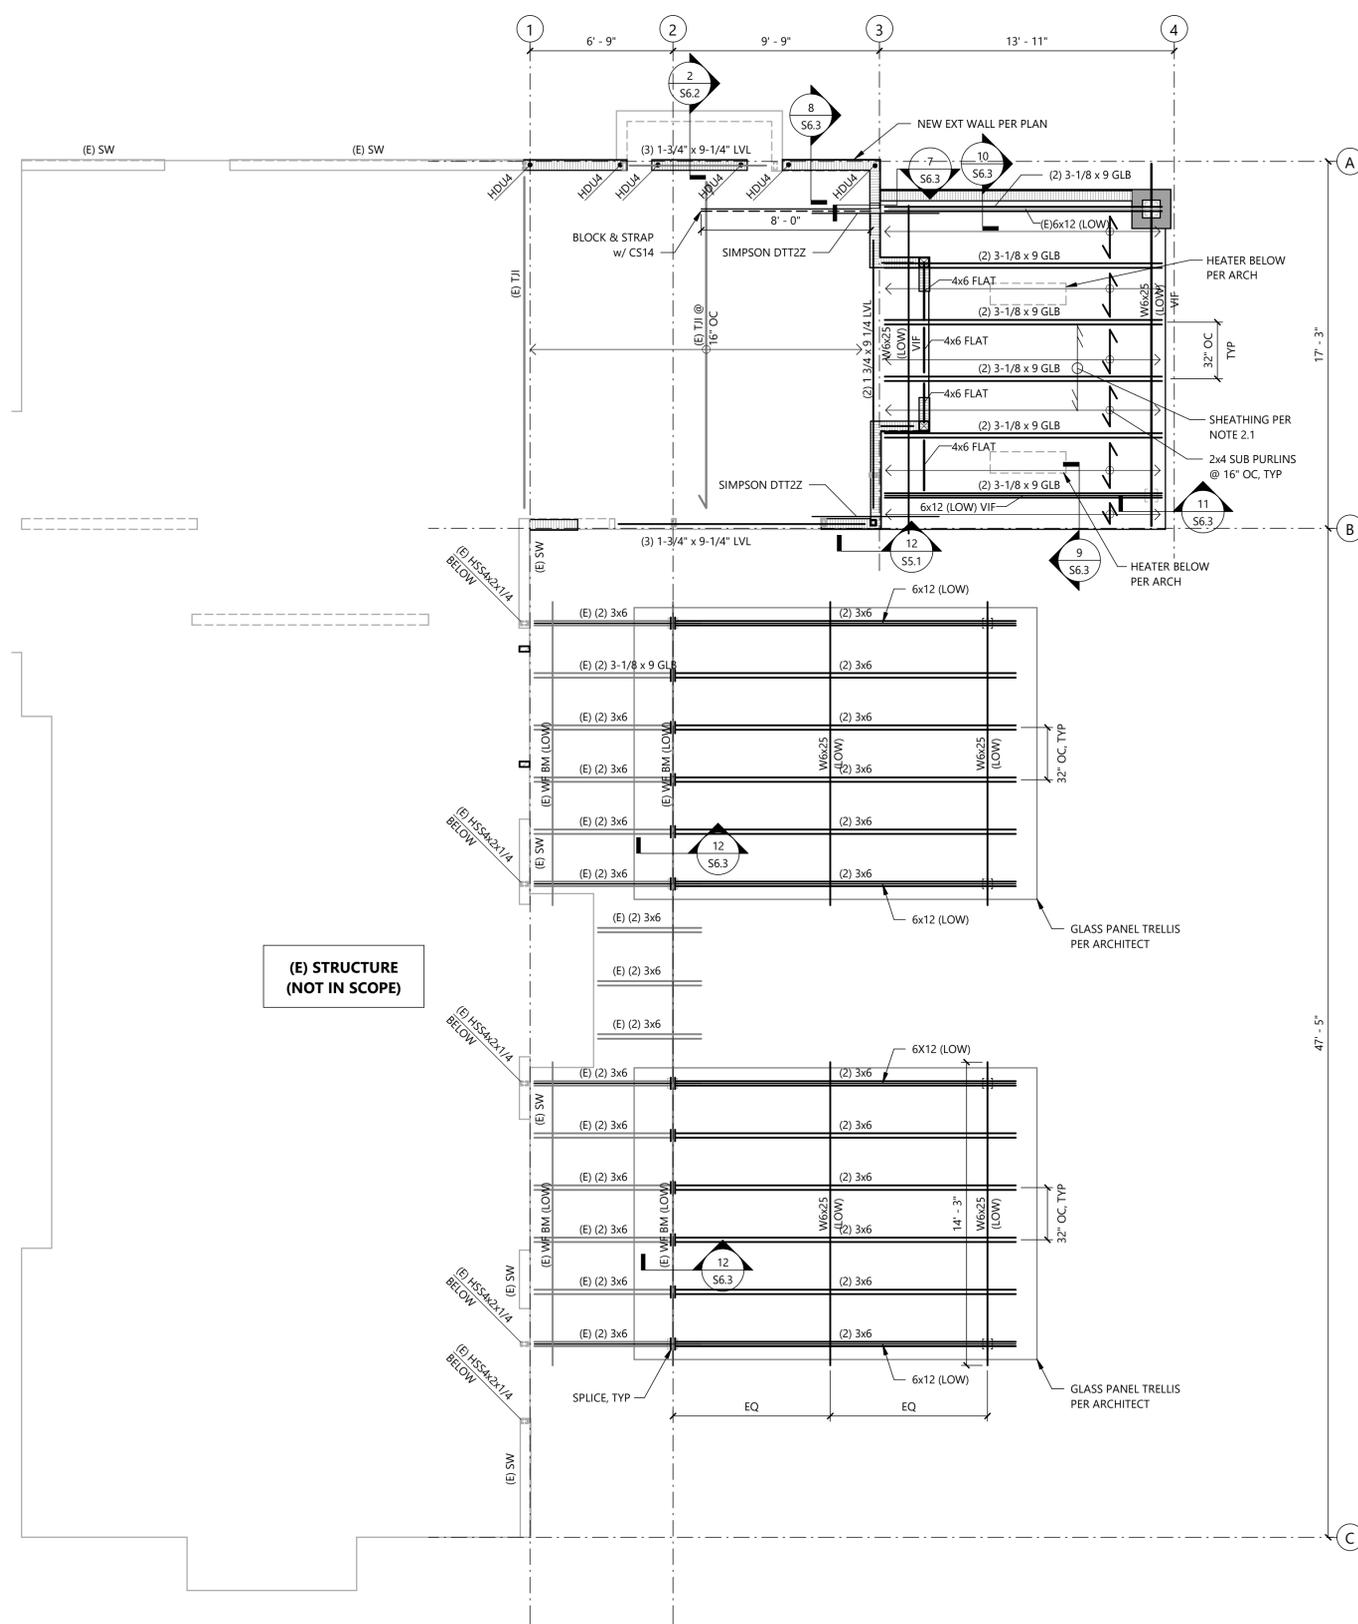 1
2
3
4
6' - 9"
9' - 9"
13' - 11"
2
S6.2
8
S6.3
NEW EXT WALL PER PLAN
(E) SW
(E) SW
(3) 1-3/4" x 9-1/4" LVL
7
S6.3
10
S6.3
A
(2) 3-1/8 x 9 GLB
HDU4
HDU4
HDU4
HDU4
HDU4
HDU4
8' - 0"
(E)6x12 (LOW)
BLOCK & STRAP
w/ CS14
SIMPSON DTT2Z
(2) 3-1/8 x 9 GLB
HEATER BELOW
PER ARCH
(E) TJI
4x6 FLAT
W6x25
(LOW)
VIF
(E) TJI @
16" OC
(2) 3-1/8 x 9 GLB
(2) 1 3/4 x 9 1/4 LVL
W6x25
(LOW)
VIF
4x6 FLAT
32" OC
TYP
17' - 3"
(2) 3-1/8 x 9 GLB
4x6 FLAT
SHEATHING PER
NOTE 2.1
(2) 3-1/8 x 9 GLB
4x6 FLAT
2x4 SUB PURLINS
@ 16" OC, TYP
SIMPSON DTT2Z
(2) 3-1/8 x 9 GLB
6x12 (LOW) VIF
11
S6.3
B
(3) 1-3/4" x 9-1/4" LVL
12
S5.1
9
S6.3
HEATER BELOW
PER ARCH
(E) HSS4x2x1/4
BELOW
(E) SW
6x12 (LOW)
(E) (2) 3x6
(2) 3x6
(E) (2) 3-1/8 x 9 GLB
(2) 3x6
(E) (2) 3x6
(2) 3x6
(E) WF BM (LOW)
(E) WF BM (LOW)
W6x25
(LOW)
W6x25
(LOW)
32" OC, TYP
(E) (2) 3x6
(2) 3x6
(E) HSS4x2x1/4
BELOW
(E) (2) 3x6
(2) 3x6
(E) SW
12
S6.3
(E) (2) 3x6
(2) 3x6
6x12 (LOW)
(E) (2) 3x6
GLASS PANEL TRELLIS
PER ARCHITECT
(E) STRUCTURE
(NOT IN SCOPE)
(E) (2) 3x6
(E) (2) 3x6
(E) HSS4x2x1/4
BELOW
47' - 5"
6X12 (LOW)
(E) (2) 3x6
(2) 3x6
(E) SW
(E) (2) 3x6
(2) 3x6
(E) (2) 3x6
(2) 3x6
(E) WF BM (LOW)
(E) WF BM (LOW)
W6x25
(LOW)
14' - 3"
W6x25
(LOW)
32" OC, TYP
(E) (2) 3x6
(2) 3x6
12
S6.3
(E) SW
(E) HSS4x2x1/4
BELOW
(E) (2) 3x6
(2) 3x6
(E) (2) 3x6
(2) 3x6
(E) HSS4x2x1/4
BELOW
6x12 (LOW)
SPLICE, TYP
GLASS PANEL TRELLIS
PER ARCHITECT
EQ
EQ
(E) SW
C